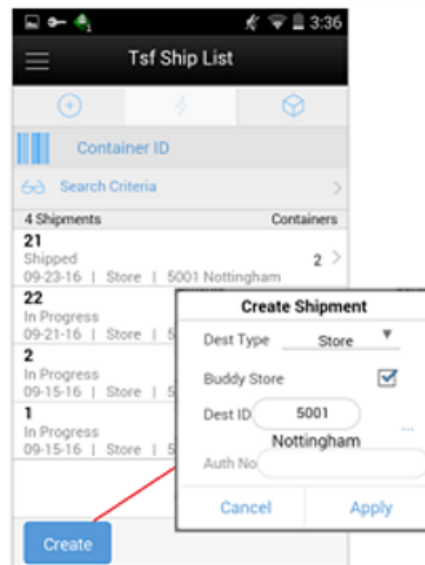 3:36
Tsf Ship List
Container ID
Search Criteria
4 Shipments Containers
21
Shipped 2
09-23-16 | Store | 5001 Nottingham
22
In Progress
09-21-16 | Store | 5
2
In Progress
09-15-16 | Store | 5
1
In Progress
09-15-16 | Store | 5
Create
Create Shipment
Dest Type Store
Buddy Store
Dest ID 5001
Nottingham ...
Auth No
Cancel Apply